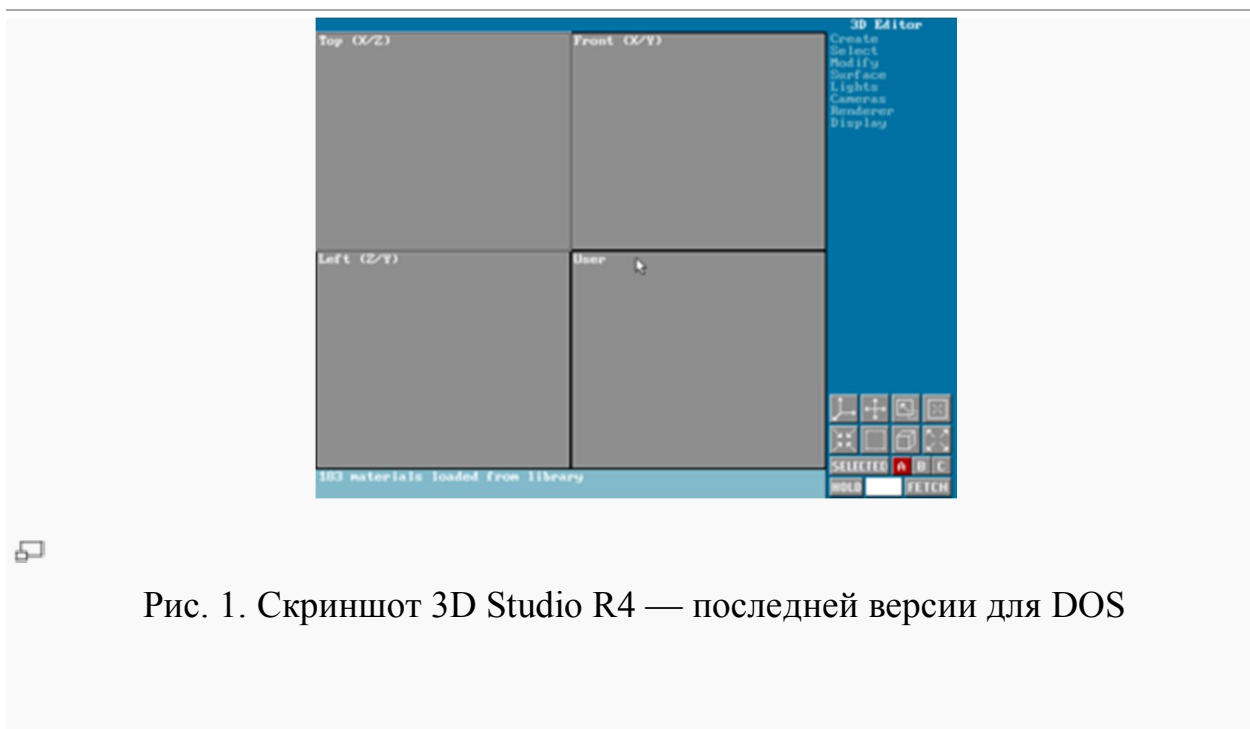 3D Editor
Top (X/Z)
Front (X/Y)
Create
Select
Modify
Surface
Lights
Cameras
Renderer
Display
Left (Z/Y)
User
SELECTED A B C
183 materials loaded from library
HOLD FETCH
Рис. 1. Скриншот 3D Studio R4 — последней версии для DOS